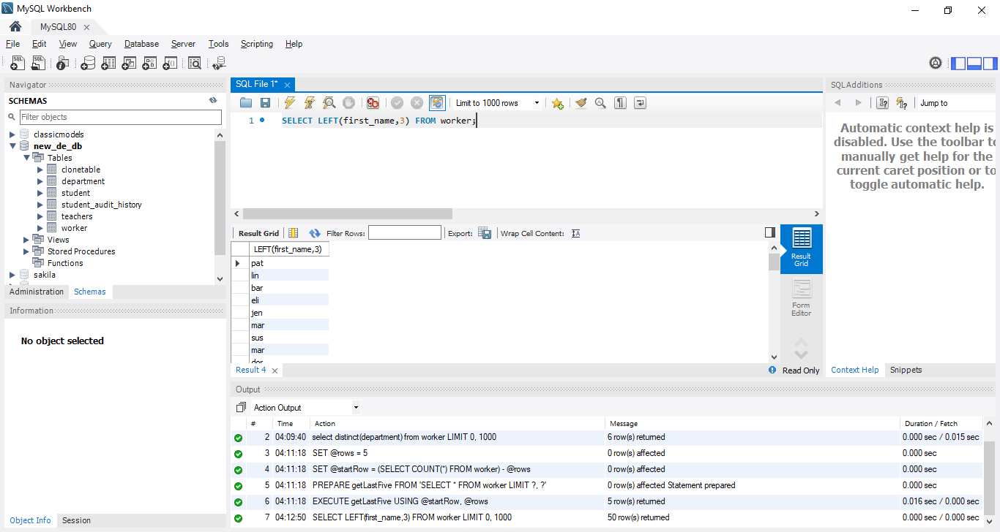 MySQL Workbench
MySQL80
File Edit View Query Database Server Tools Scripting Help
Navigator
SCHEMAS
Filter objects
classicmodels
new_de_db
Tables
clonetable
department
student
student_audit_history
teachers
worker
Views
Stored Procedures
Functions
sakila
Administration Schemas
Information
No object selected
Object Info Session
SQL File 1*
Limit to 1000 rows
1 SELECT LEFT(first_name,3) FROM worker;
Result Grid Filter Rows: Export: Wrap Cell Content:
LEFT(first_name,3)
pat
lin
bar
eli
jen
mar
sus
mar
dor
Result Grid
Form Editor
Result 4 Read Only
SQLAdditions
Jump to
Automatic context help is
disabled. Use the toolbar to
manually get help for the
current caret position or to
toggle automatic help.
Context Help Snippets
Output
Action Output
# Time Action Message Duration / Fetch
2 04:09:40 select distinct(department) from worker LIMIT 0, 1000 6 row(s) returned 0.000 sec / 0.015 sec
3 04:11:18 SET @rows = 5 0 row(s) affected 0.000 sec
4 04:11:18 SET @startRow = (SELECT COUNT(*) FROM worker) - @rows 0 row(s) affected 0.000 sec
5 04:11:18 PREPARE getLastFive FROM 'SELECT * FROM worker LIMIT ?, ?' 0 row(s) affected Statement prepared 0.000 sec
6 04:11:18 EXECUTE getLastFive USING @startRow, @rows 5 row(s) returned 0.016 sec / 0.000 sec
7 04:12:50 SELECT LEFT(first_name,3) FROM worker LIMIT 0, 1000 50 row(s) returned 0.000 sec / 0.000 sec